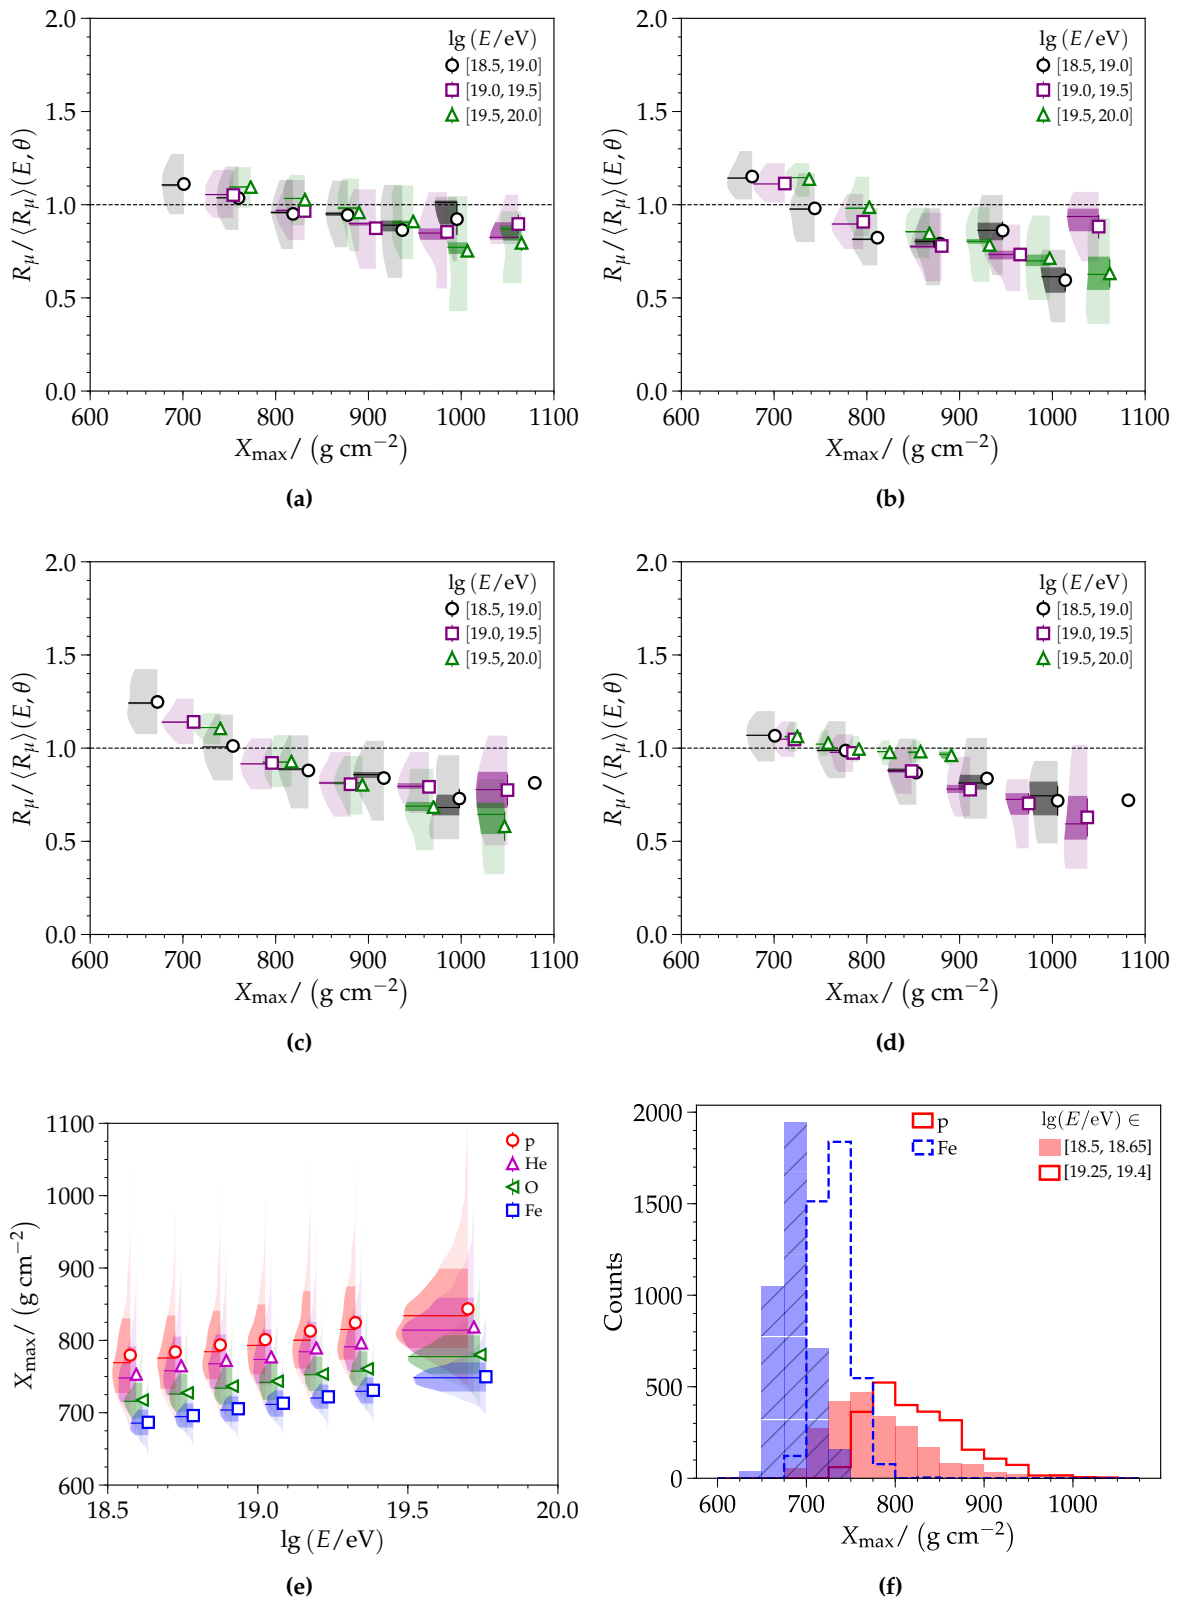 2.0
1.5
1.0
0.5
0.0
600 700 800 900 1000 1100
R_μ/⟨R_μ⟩(E, θ)
X_max/ (g cm⁻²)
lg (E/eV)
[18.5, 19.0]
[19.0, 19.5]
[19.5, 20.0]
(a)
2.0
1.5
1.0
0.5
0.0
600 700 800 900 1000 1100
R_μ/⟨R_μ⟩(E, θ)
X_max/ (g cm⁻²)
lg (E/eV)
[18.5, 19.0]
[19.0, 19.5]
[19.5, 20.0]
(b)
2.0
1.5
1.0
0.5
0.0
600 700 800 900 1000 1100
R_μ/⟨R_μ⟩(E, θ)
X_max/ (g cm⁻²)
lg (E/eV)
[18.5, 19.0]
[19.0, 19.5]
[19.5, 20.0]
(c)
2.0
1.5
1.0
0.5
0.0
600 700 800 900 1000 1100
R_μ/⟨R_μ⟩(E, θ)
X_max/ (g cm⁻²)
lg (E/eV)
[18.5, 19.0]
[19.0, 19.5]
[19.5, 20.0]
(d)
1100
1000
900
800
700
600
18.5 19.0 19.5 20.0
X_max/ (g cm⁻²)
lg (E/eV)
p
He
O
Fe
(e)
2000
1500
1000
500
0
600 700 800 900 1000
Counts
X_max/ (g cm⁻²)
p
Fe
lg(E/eV) ∈
[18.5, 18.65]
[19.25, 19.4]
(f)